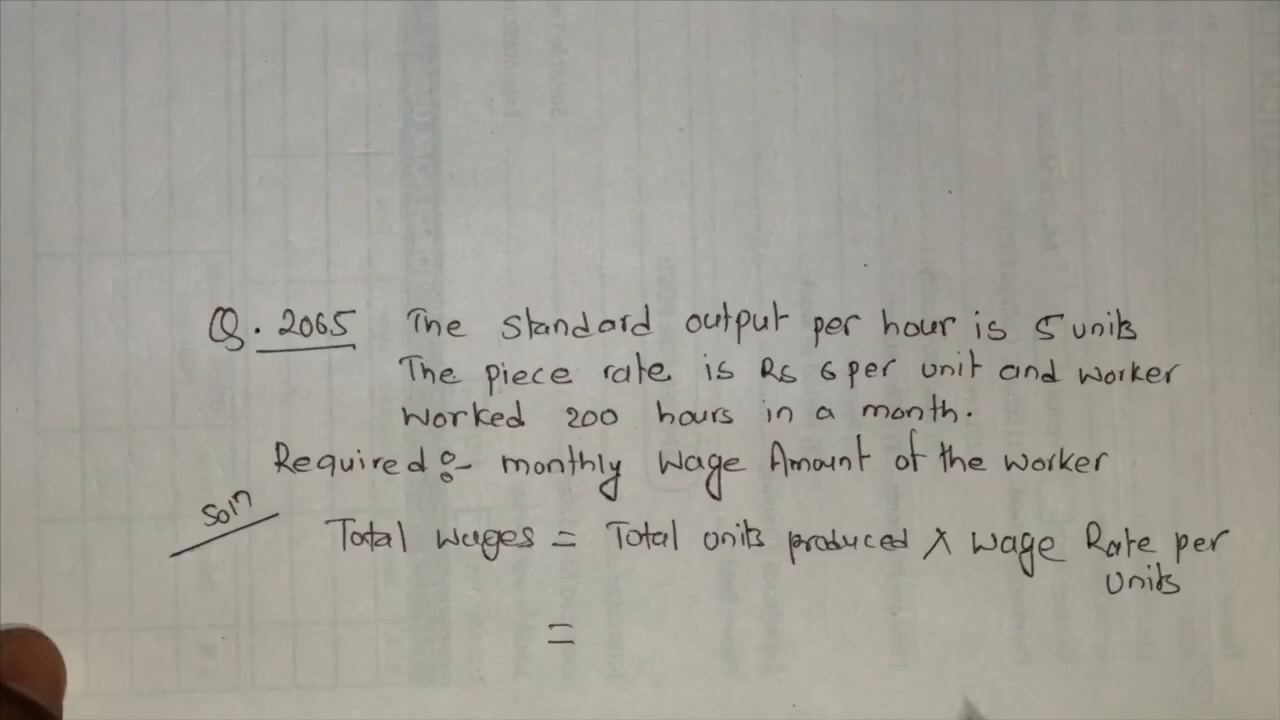 Q. 2065 The standard output per hour is 5 units
The piece rate is Rs 6 per unit and worker
worked 200 hours in a month.
Required :- monthly wage Amount of the worker
Soln
Total wages = Total units produced × wage Rate per
units
=